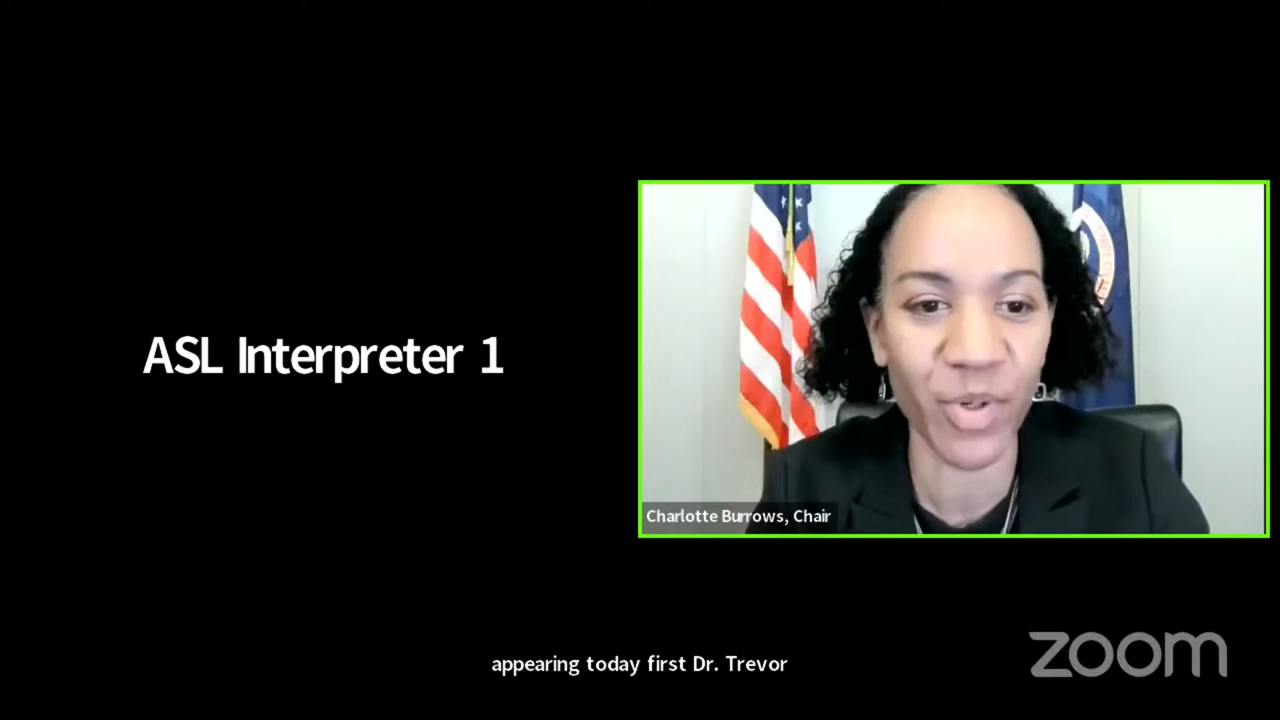 ASL Interpreter 1
Charlotte Burrows, Chair
appearing today first Dr. Trevor
zoom